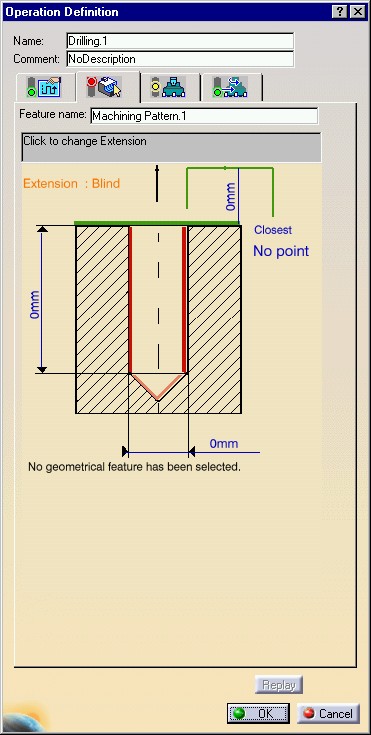 Operation Definition
Name: Drilling.1
Comment: NoDescription
Feature name: Machining Pattern.1
Click to change Extension
Extension : Blind
0mm
Closest
No point
0mm
0mm
No geometrical feature has been selected.
Replay
OK Cancel